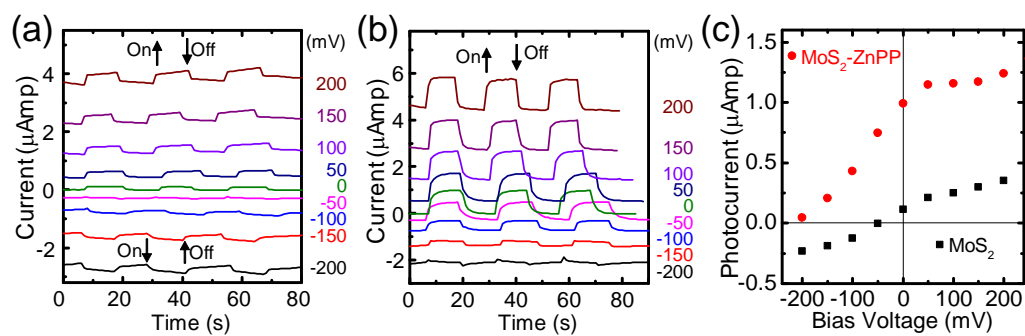 (a)
On
Off
(mV)
4
2
0
-2
Current (μAmp)
200
150
100
50
0
-50
-100
-150
-200
On
Off
0
20
40
60
80
Time (s)
(b)
On
Off
(mV)
6
4
2
0
-2
Current (μAmp)
200
150
100
50
0
-50
-100
-150
-200
0
20
40
60
80
Time (s)
(c)
1.5
1.0
0.5
0.0
-0.5
Photocurrent (μAmp)
MoS₂-ZnPP
MoS₂
-200
-100
0
100
200
Bias Voltage (mV)